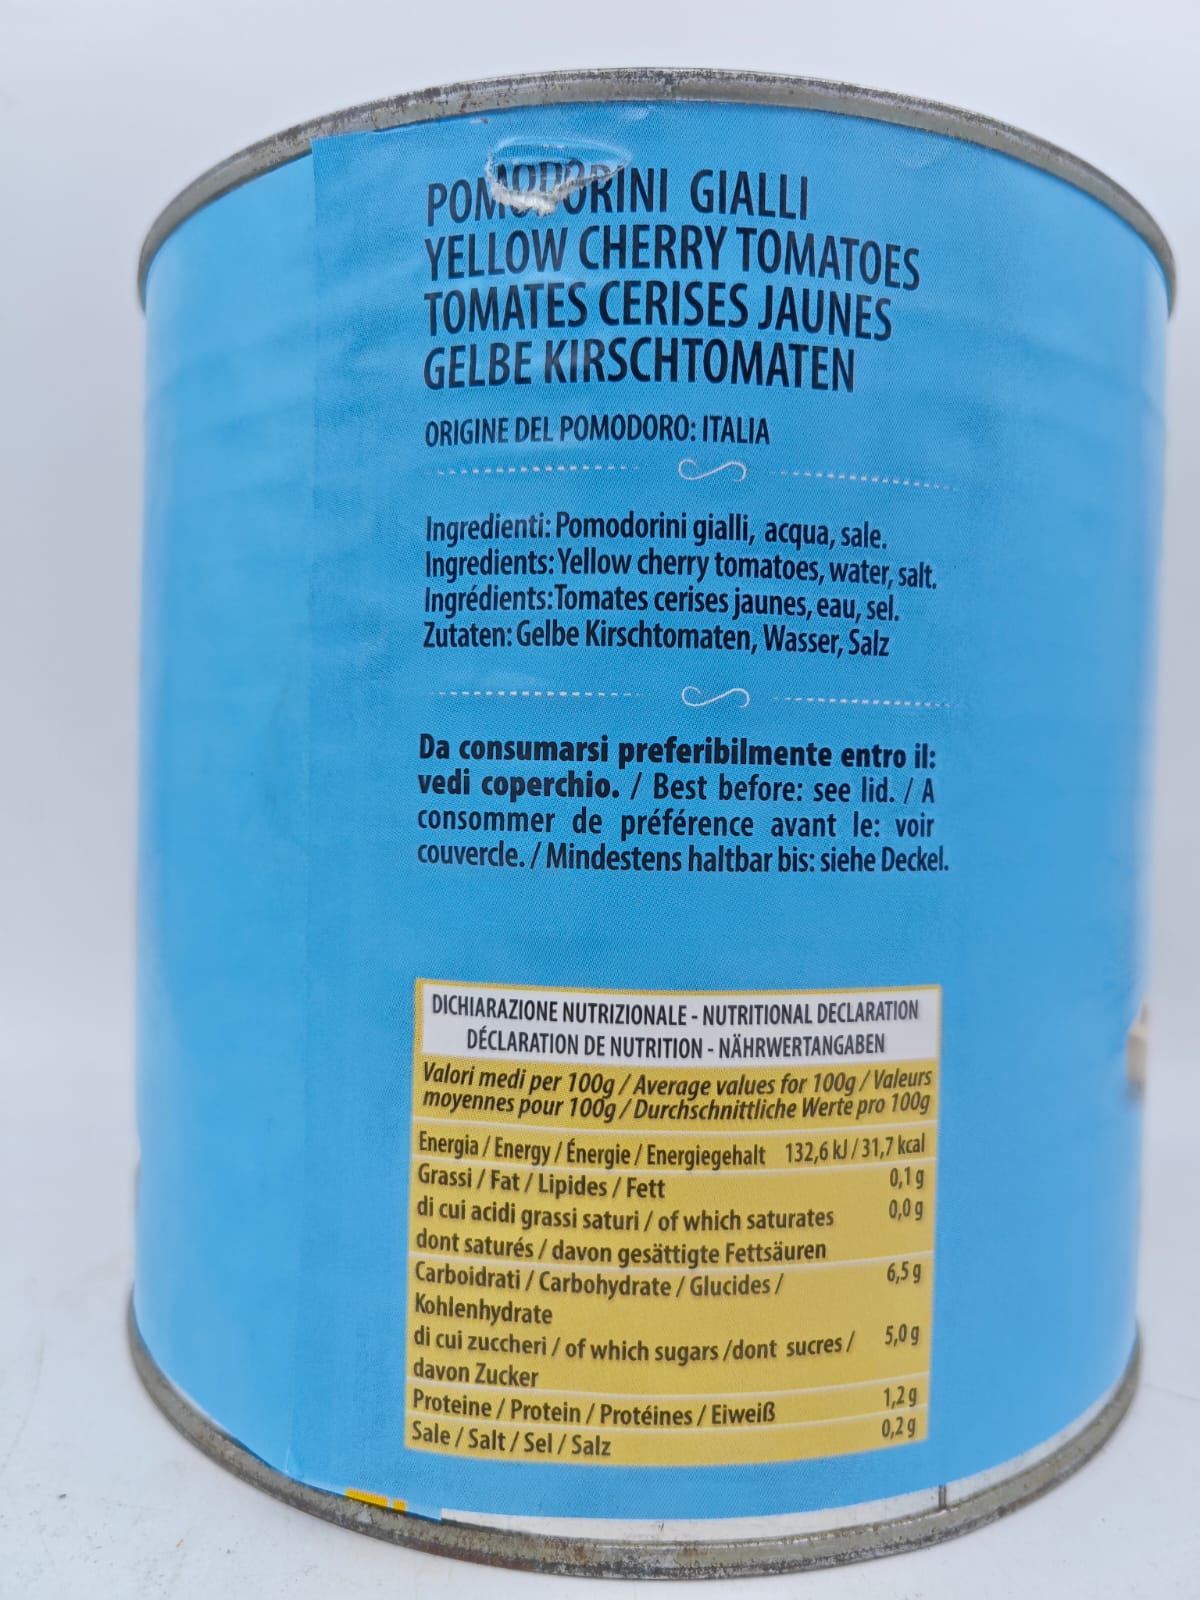 POMODORINI GIALLI
YELLOW CHERRY TOMATOES
TOMATES CERISES JAUNES
GELBE KIRSCHTOMATEN
ORIGINE DEL POMODORO: ITALIA
Ingredienti: Pomodorini gialli, acqua, sale.
Ingredients: Yellow cherry tomatoes, water, salt.
Ingrédients: Tomates cerises jaunes, eau, sel.
Zutaten: Gelbe Kirschtomaten, Wasser, Salz
Da consumarsi preferibilmente entro il:
vedi coperchio. / Best before: see lid. / A
consommer de préférence avant le: voir
couvercle. / Mindestens haltbar bis: siehe Deckel.
DICHIARAZIONE NUTRIZIONALE - NUTRITIONAL DECLARATION
DÉCLARATION DE NUTRITION - NÄHRWERTANGABEN
Valori medi per 100g / Average values for 100g / Valeurs
moyennes pour 100g / Durchschnittliche Werte pro 100g
Energia / Energy / Énergie / Energiegehalt 132,6 kJ / 31,7 kcal
Grassi / Fat / Lipides / Fett 0,1 g
di cui acidi grassi saturi / of which saturates 0,0 g
dont saturés / davon gesättigte Fettsäuren
Carboidrati / Carbohydrate / Glucides / 6,5 g
Kohlenhydrate
di cui zuccheri / of which sugars /dont sucres / 5,0 g
davon Zucker
Proteine / Protein / Protéines / Eiweiß 1,2 g
Sale / Salt / Sel / Salz 0,2 g